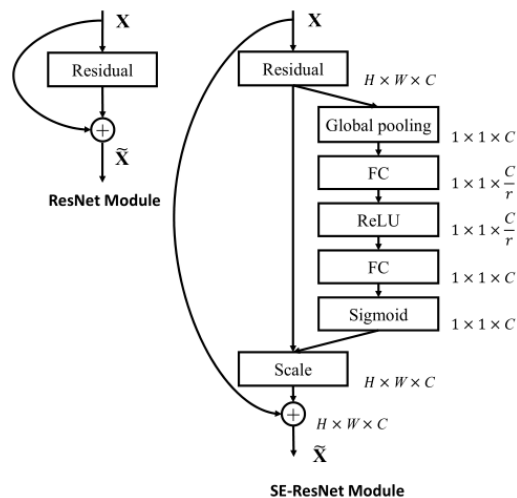 X
Residual
+
X̃
ResNet Module
X
Residual
H × W × C
Global pooling
1 × 1 × C
FC
1 × 1 × C/r
ReLU
1 × 1 × C/r
FC
1 × 1 × C
Sigmoid
1 × 1 × C
Scale
H × W × C
+
H × W × C
X̃
SE-ResNet Module